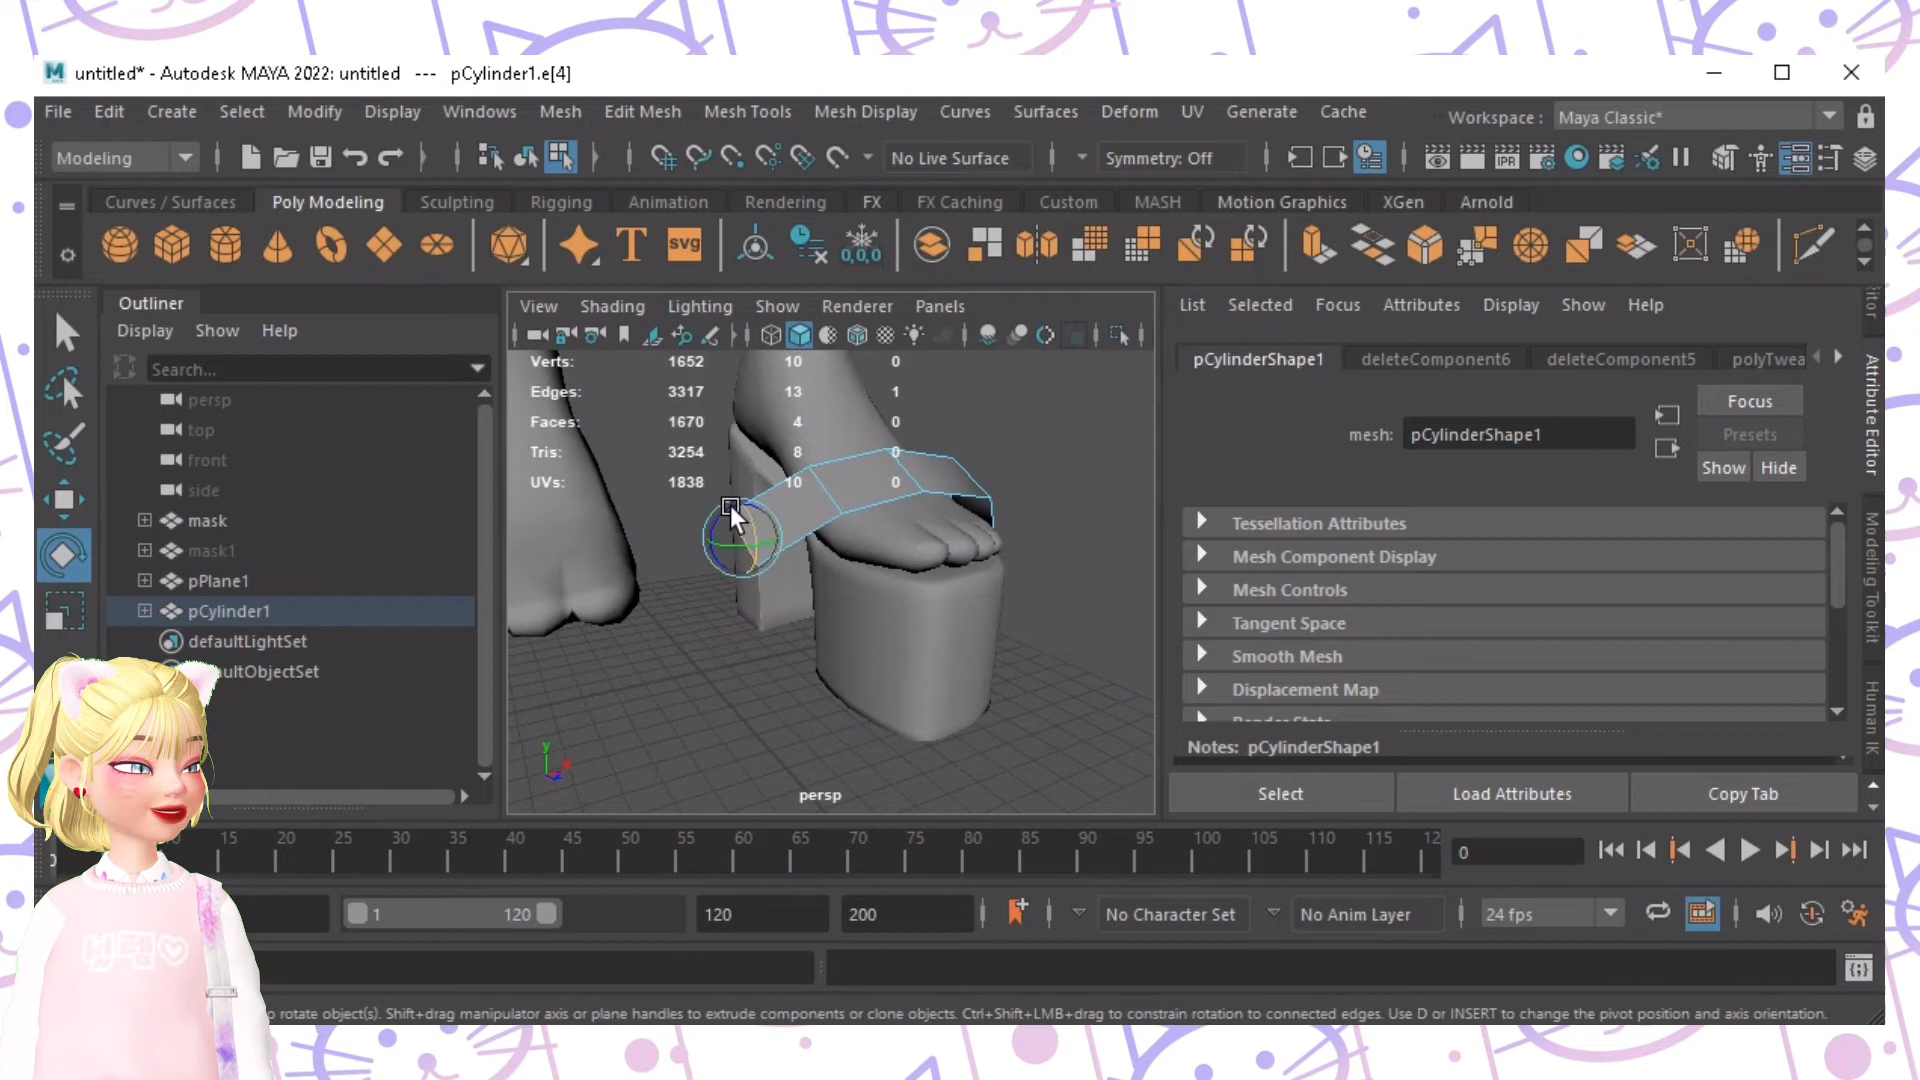 untitled* - Autodesk MAYA 2022: untitled --- pCylinder1.e[4]
File Edit Create Select Modify Display Windows Mesh Edit Mesh Mesh Tools Mesh Display Curves Surfaces Deform UV Generate Cache
Workspace : Maya Classic*
Modeling No Live Surface Symmetry: Off IPR
Curves / Surfaces Poly Modeling Sculpting Rigging Animation Rendering FX FX Caching Custom MASH Motion Graphics XGen Arnold
T svg 0,0,0
Outliner
Display Show Help
Search...
persp
top
front
side
mask
mask1
pPlane1
pCylinder1
defaultLightSet
aultObjectSet
View Shading Lighting Show Renderer Panels
Verts: 1652 10 0
Edges: 3317 13 1
Faces: 1670 4 0
Tris: 3254 8 0
UVs: 1838 10 0
y
persp
List Selected Focus Attributes Display Show Help
pCylinderShape1 deleteComponent6 deleteComponent5 polyTwea
Focus
mesh: pCylinderShape1
Presets
Show Hide
Tessellation Attributes
Mesh Component Display
Mesh Controls
Tangent Space
Smooth Mesh
Displacement Map
Notes: pCylinderShape1
Select Load Attributes Copy Tab
Attribute Editor
Modeling Toolkit
Human IK
15 20 25 30 35 40 45 50 55 60 65 70 75 80 85 90 95 100 105 110 115 12
0
1 120 120 200 No Character Set No Anim Layer 24 fps
o rotate object(s). Shift+drag manipulator axis or plane handles to extrude components or clone objects. Ctrl+Shift+LMB+drag to constrain rotation to connected edges. Use D or INSERT to change the pivot position and axis orientation.